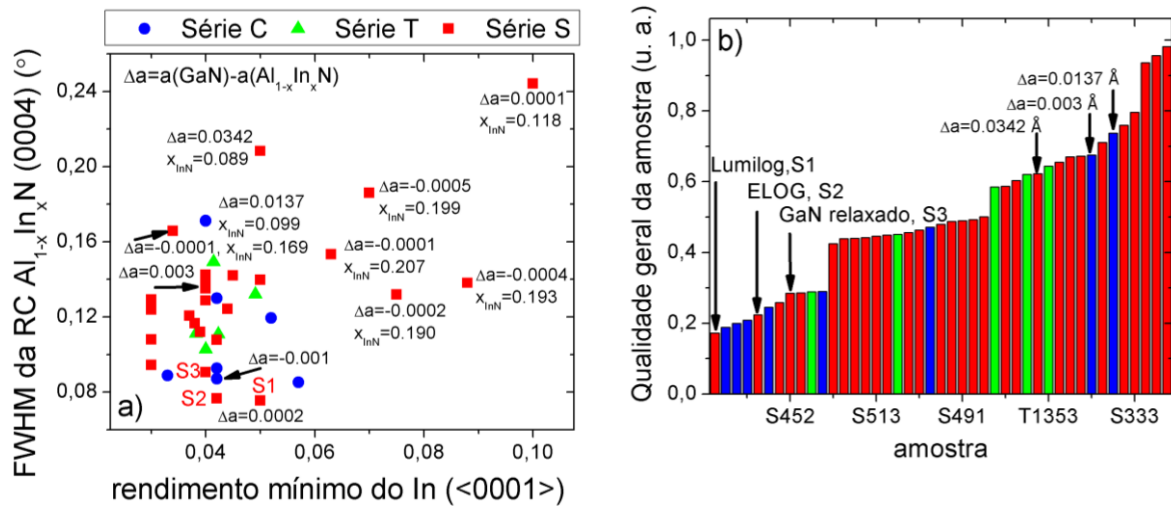 Série C Série T Série S
a)
FWHM da RC Al1-xInxN (0004) (°)
0,24
0,20
0,16
0,12
0,08
Δa=a(GaN)-a(Al1-xInxN)
Δa=0.0001
xInN=0.118
Δa=0.0342
xInN=0.089
Δa=-0.0005
xInN=0.199
Δa=0.0137
xInN=0.099
Δa=-0.0001, xInN=0.169
Δa=-0.0001
xInN=0.207
Δa=0.003
Δa=-0.0004
xInN=0.193
Δa=-0.0002
xInN=0.190
Δa=-0.001
S3
S2
S1
Δa=0.0002
0,04 0,06 0,08 0,10
rendimento mínimo do In (<0001>)
b)
Qualidade geral da amostra (u. a.)
1,0
0,8
0,6
0,4
0,2
0,0
Δa=0.0137 Å
Δa=0.003 Å
Δa=0.0342 Å
Lumilog,S1
ELOG, S2
GaN relaxado, S3
S452 S513 S491 T1353 S333
amostra